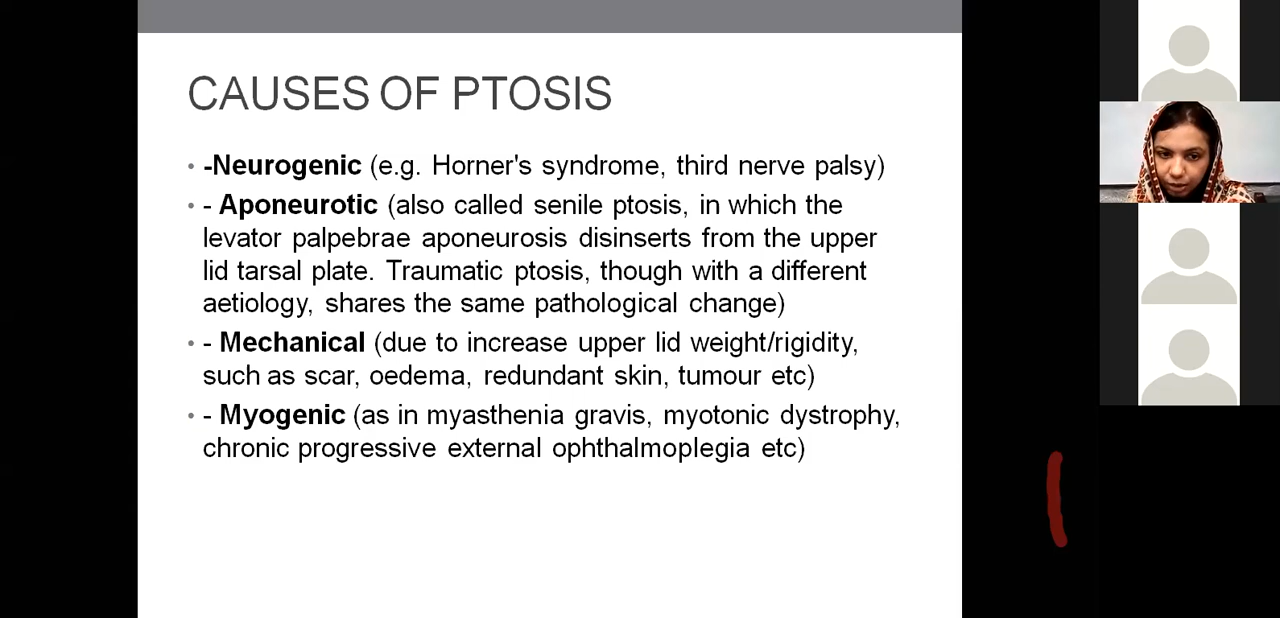 CAUSES OF PTOSIS
• -Neurogenic (e.g. Horner's syndrome, third nerve palsy)
• - Aponeurotic (also called senile ptosis, in which the
levator palpebrae aponeurosis disinserts from the upper
lid tarsal plate. Traumatic ptosis, though with a different
aetiology, shares the same pathological change)
• - Mechanical (due to increase upper lid weight/rigidity,
such as scar, oedema, redundant skin, tumour etc)
• - Myogenic (as in myasthenia gravis, myotonic dystrophy,
chronic progressive external ophthalmoplegia etc)